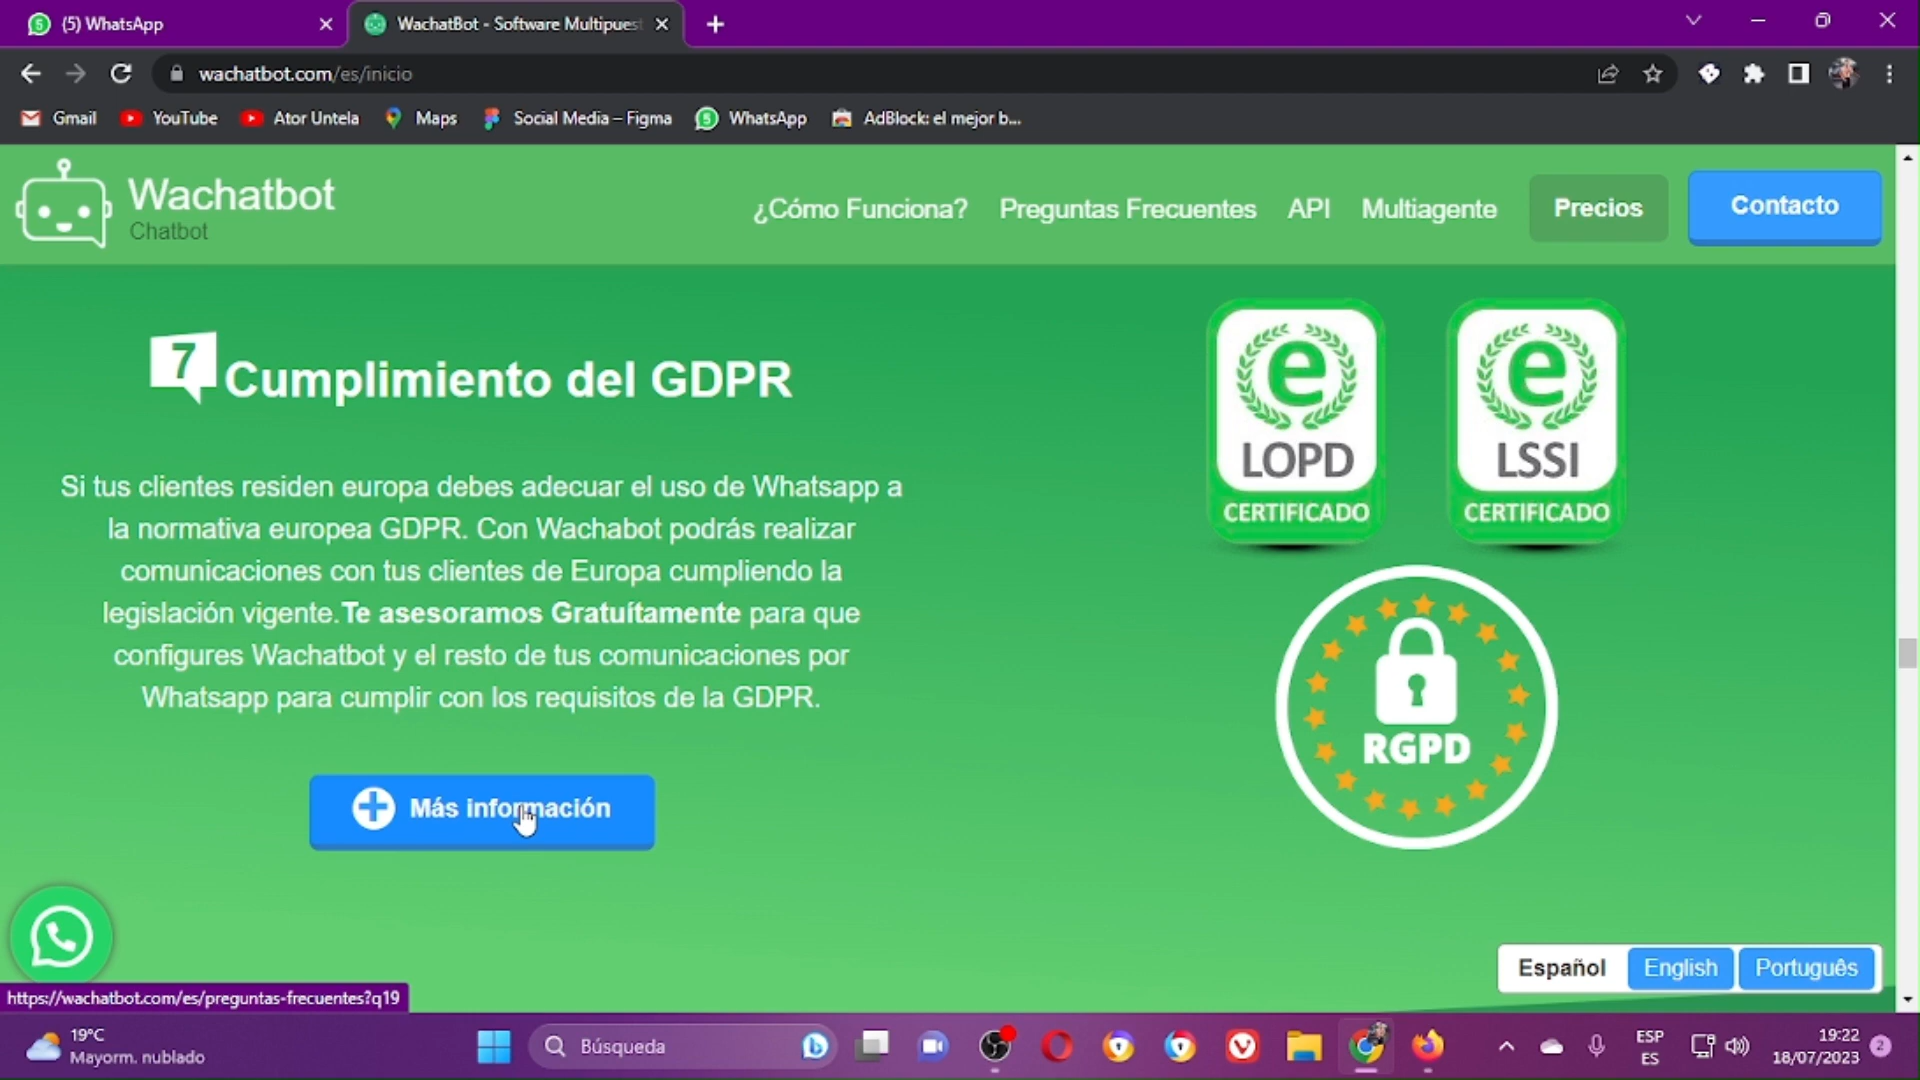 (5) WhatsApp
WachatBot - Software Multipues
wachatbot.com/es/inicio
Gmail
YouTube
Ator Untela
Maps
Social Media – Figma
WhatsApp
AdBlock: el mejor b...
Wachatbot
Chatbot
¿Cómo Funciona?
Preguntas Frecuentes
API
Multiagente
Precios
Contacto
7
Cumplimiento del GDPR
Si tus clientes residen europa debes adecuar el uso de Whatsapp a
la normativa europea GDPR. Con Wachabot podrás realizar
comunicaciones con tus clientes de Europa cumpliendo la
legislación vigente.Te asesoramos Gratuítamente para que
configures Wachatbot y el resto de tus comunicaciones por
Whatsapp para cumplir con los requisitos de la GDPR.
Más información
e
LOPD
CERTIFICADO
e
LSSI
CERTIFICADO
RGPD
Español
English
Português
https://wachatbot.com/es/preguntas-frecuentes?q19
19°C
Mayorm. nublado
Búsqueda
ESP
ES
19:22
18/07/2023
2